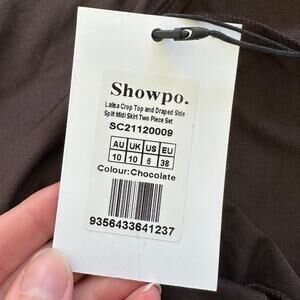 Showpo.
Lalisa Crop Top and Draped Side
Split Midi Skirt Two Piece Set
SC21120009
AU UK US EU
10 10 6 38
Colour:Chocolate
9356433641237